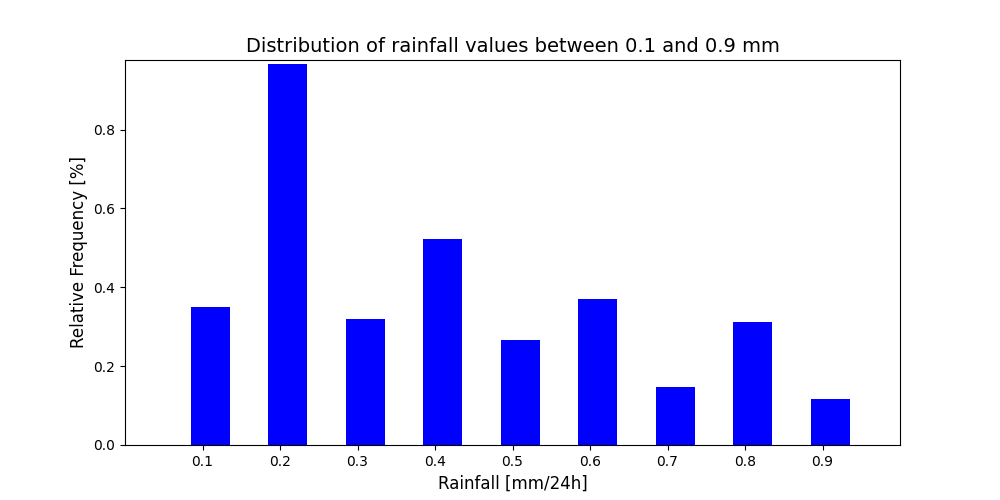 Distribution of rainfall values between 0.1 and 0.9 mm
Relative Frequency [%]
0.8
0.6
0.4
0.2
0.0
0.1 0.2 0.3 0.4 0.5 0.6 0.7 0.8 0.9
Rainfall [mm/24h]